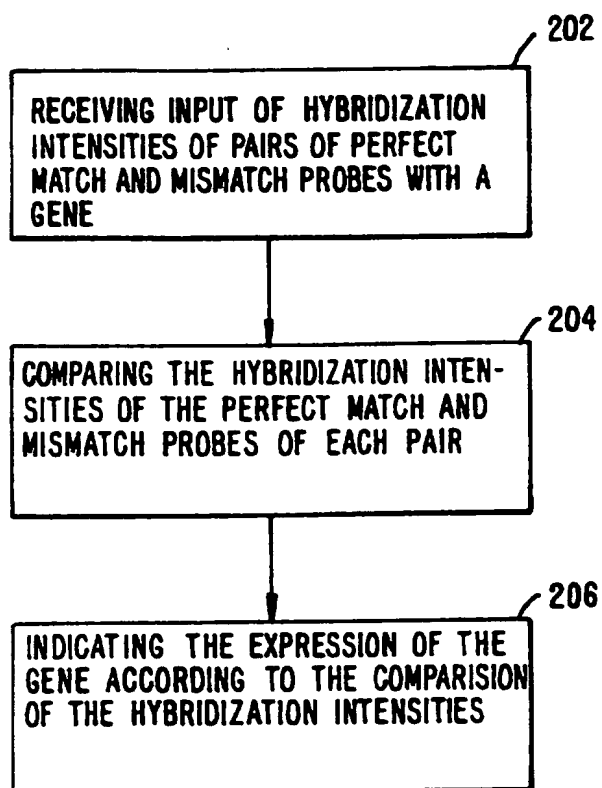 202
RECEIVING INPUT OF HYBRIDIZATION
INTENSITIES OF PAIRS OF PERFECT
MATCH AND MISMATCH PROBES WITH A
GENE
204
COMPARING THE HYBRIDIZATION INTEN-
SITIES OF THE PERFECT MATCH AND
MISMATCH PROBES OF EACH PAIR
206
INDICATING THE EXPRESSION OF THE
GENE ACCORDING TO THE COMPARISION
OF THE HYBRIDIZATION INTENSITIES